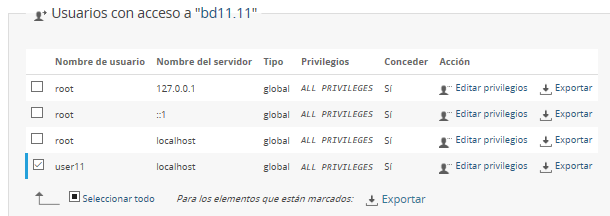 Usuarios con acceso a "bd11.11"
Nombre de usuario Nombre del servidor Tipo Privilegios Conceder Acción
root 127.0.0.1 global ALL PRIVILEGES Sí Editar privilegios Exportar
root ::1 global ALL PRIVILEGES Sí Editar privilegios Exportar
root localhost global ALL PRIVILEGES Sí Editar privilegios Exportar
user11 localhost global ALL PRIVILEGES Sí Editar privilegios Exportar
Seleccionar todo Para los elementos que están marcados: Exportar